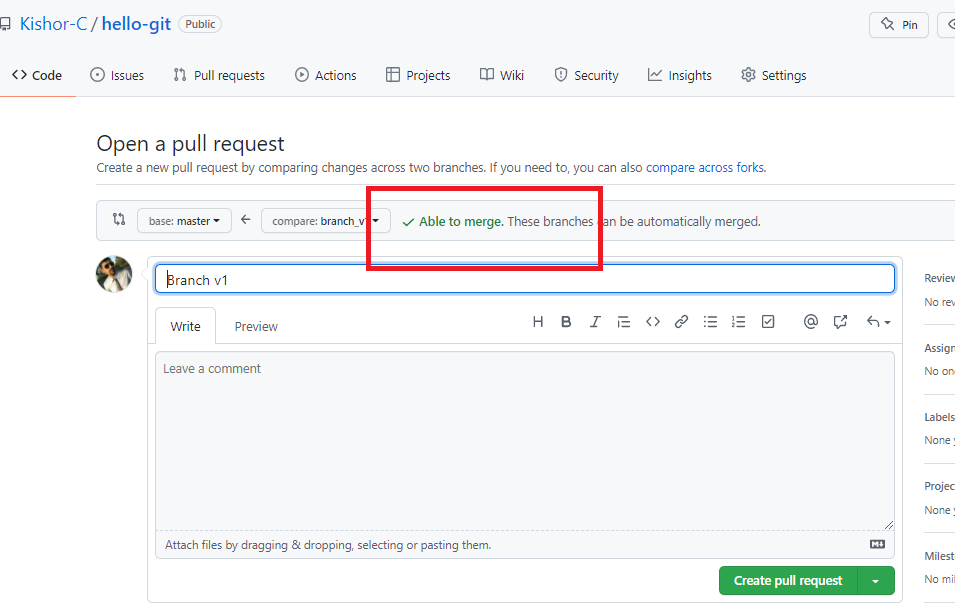 Kishor-C / hello-git Public Pin
Code Issues Pull requests Actions Projects Wiki Security Insights Settings
Open a pull request
Create a new pull request by comparing changes across two branches. If you need to, you can also compare across forks.
base: master compare: branch_v1 Able to merge. These branches can be automatically merged.
Branch v1
Write Preview
Leave a comment
Attach files by dragging & dropping, selecting or pasting them.
Create pull request
Review
No rev
Assign
No on
Labels
None y
Projec
None y
Milest
No mil